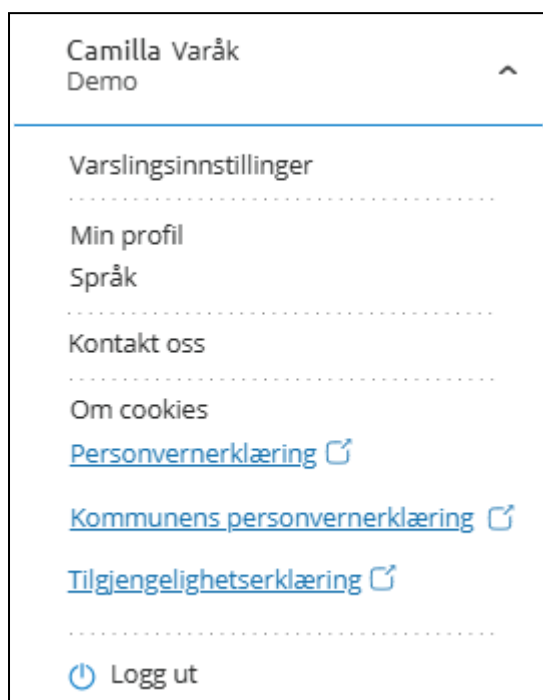 Camilla Varåk
Demo
Varslingsinnstillinger
Min profil
Språk
Kontakt oss
Om cookies
Personvernerklæring
Kommunens personvernerklæring
Tilgjengelighetserklæring
Logg ut